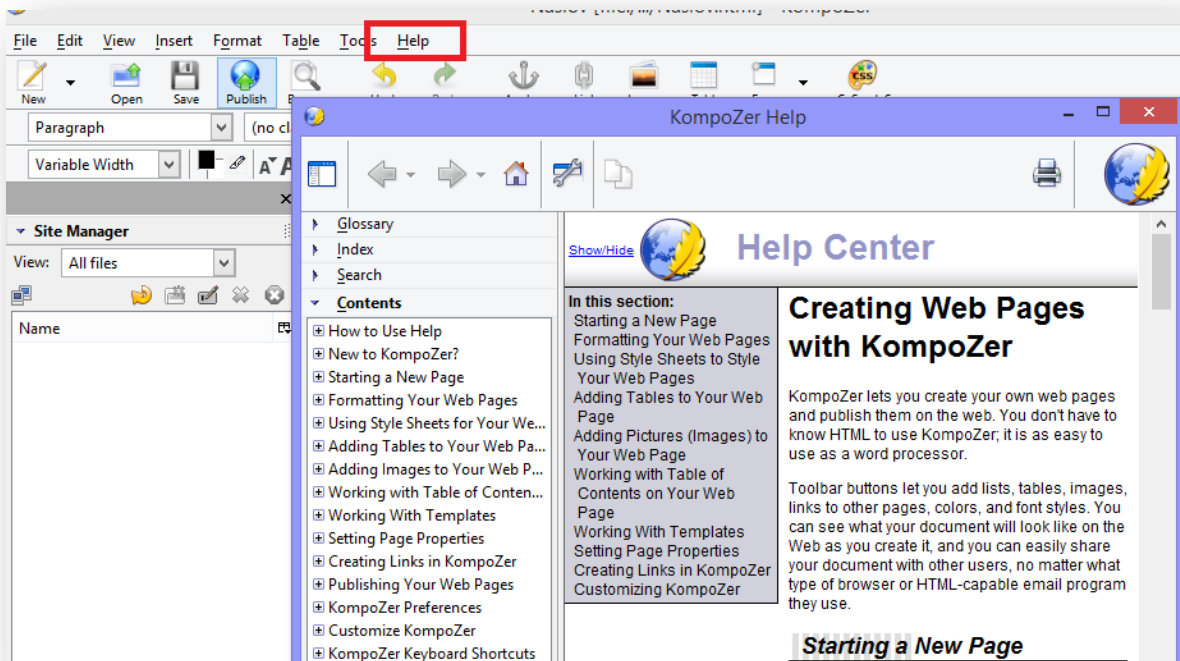 File Edit View Insert Format Table Tools Help
New Open Save Publish
Paragraph (no cl
Variable Width
Site Manager
View: All files
Name
KompoZer Help
Glossary
Index
Search
Contents
How to Use Help
New to KompoZer?
Starting a New Page
Formatting Your Web Pages
Using Style Sheets for Your We...
Adding Tables to Your Web Pa...
Adding Images to Your Web P...
Working with Table of Conten...
Working With Templates
Setting Page Properties
Creating Links in KompoZer
Publishing Your Web Pages
KompoZer Preferences
Customize KompoZer
KompoZer Keyboard Shortcuts
Show/Hide
Help Center
In this section:
Starting a New Page
Formatting Your Web Pages
Using Style Sheets to Style
Your Web Pages
Adding Tables to Your Web
Page
Adding Pictures (Images) to
Your Web Page
Working with Table of
Contents on Your Web
Page
Working With Templates
Setting Page Properties
Creating Links in KompoZer
Customizing KompoZer
Creating Web Pages
with KompoZer
KompoZer lets you create your own web pages
and publish them on the web. You don't have to
know HTML to use KompoZer; it is as easy to
use as a word processor.
Toolbar buttons let you add lists, tables, images,
links to other pages, colors, and font styles. You
can see what your document will look like on the
Web as you create it, and you can easily share
your document with other users, no matter what
type of browser or HTML-capable email program
they use.
Starting a New Page